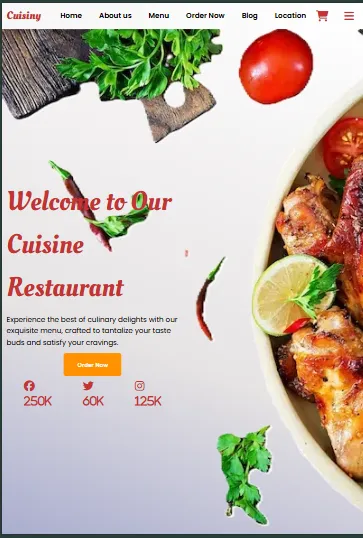 Cuisiny Home About us Menu Order Now Blog Location
Welcome to Our
Cuisine
Restaurant
Experience the best of culinary delights with our
exquisite menu, crafted to tantalize your taste
buds and satisfy your cravings.
Order Now
250K 60K 125K